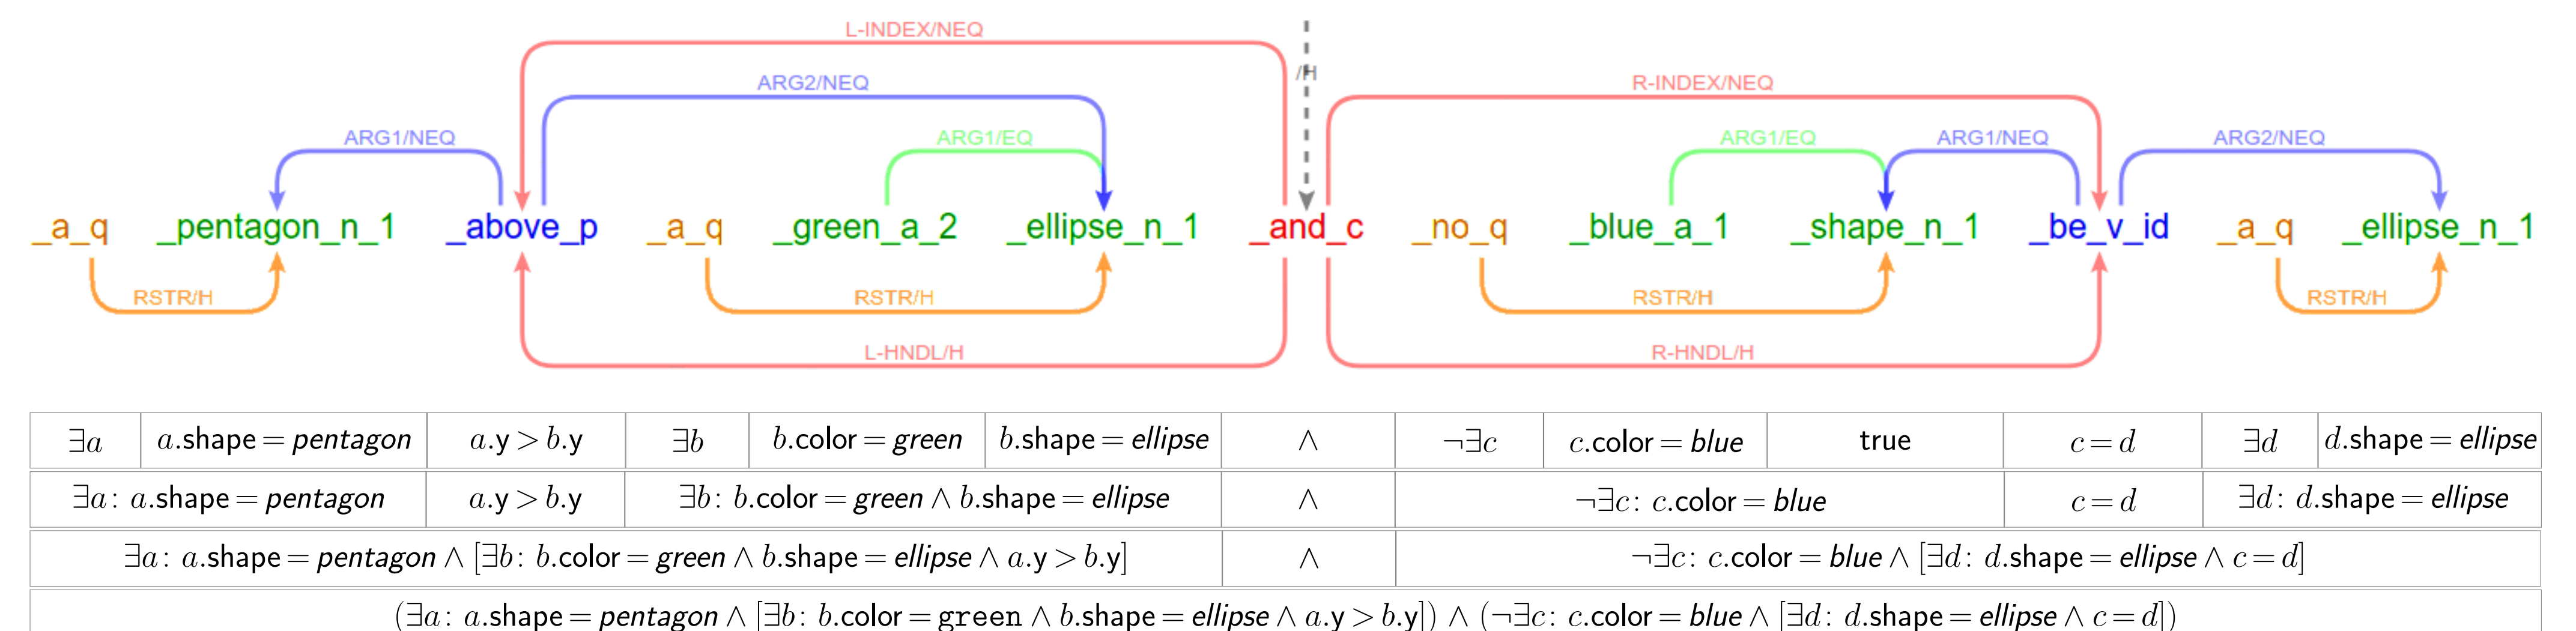 L-INDEX/NEQ
/H
ARG2/NEQ R-INDEX/NEQ
ARG1/NEQ ARG1/EQ ARG1/EQ ARG1/NEQ ARG2/NEQ
_a_q _pentagon_n_1 _above_p _a_q _green_a_2 _ellipse_n_1 _and_c _no_q _blue_a_1 _shape_n_1 _be_v_id _a_q _ellipse_n_1
RSTR/H RSTR/H RSTR/H RSTR/H
L-HNDL/H R-HNDL/H
∃a a.shape = pentagon a.y > b.y ∃b b.color = green b.shape = ellipse ∧ ¬∃c c.color = blue true c = d ∃d d.shape = ellipse
∃a: a.shape = pentagon a.y > b.y ∃b: b.color = green ∧ b.shape = ellipse ∧ ¬∃c: c.color = blue c = d ∃d: d.shape = ellipse
∃a: a.shape = pentagon ∧ [∃b: b.color = green ∧ b.shape = ellipse ∧ a.y > b.y] ∧ ¬∃c: c.color = blue ∧ [∃d: d.shape = ellipse ∧ c = d]
(∃a: a.shape = pentagon ∧ [∃b: b.color = green ∧ b.shape = ellipse ∧ a.y > b.y]) ∧ (¬∃c: c.color = blue ∧ [∃d: d.shape = ellipse ∧ c = d])